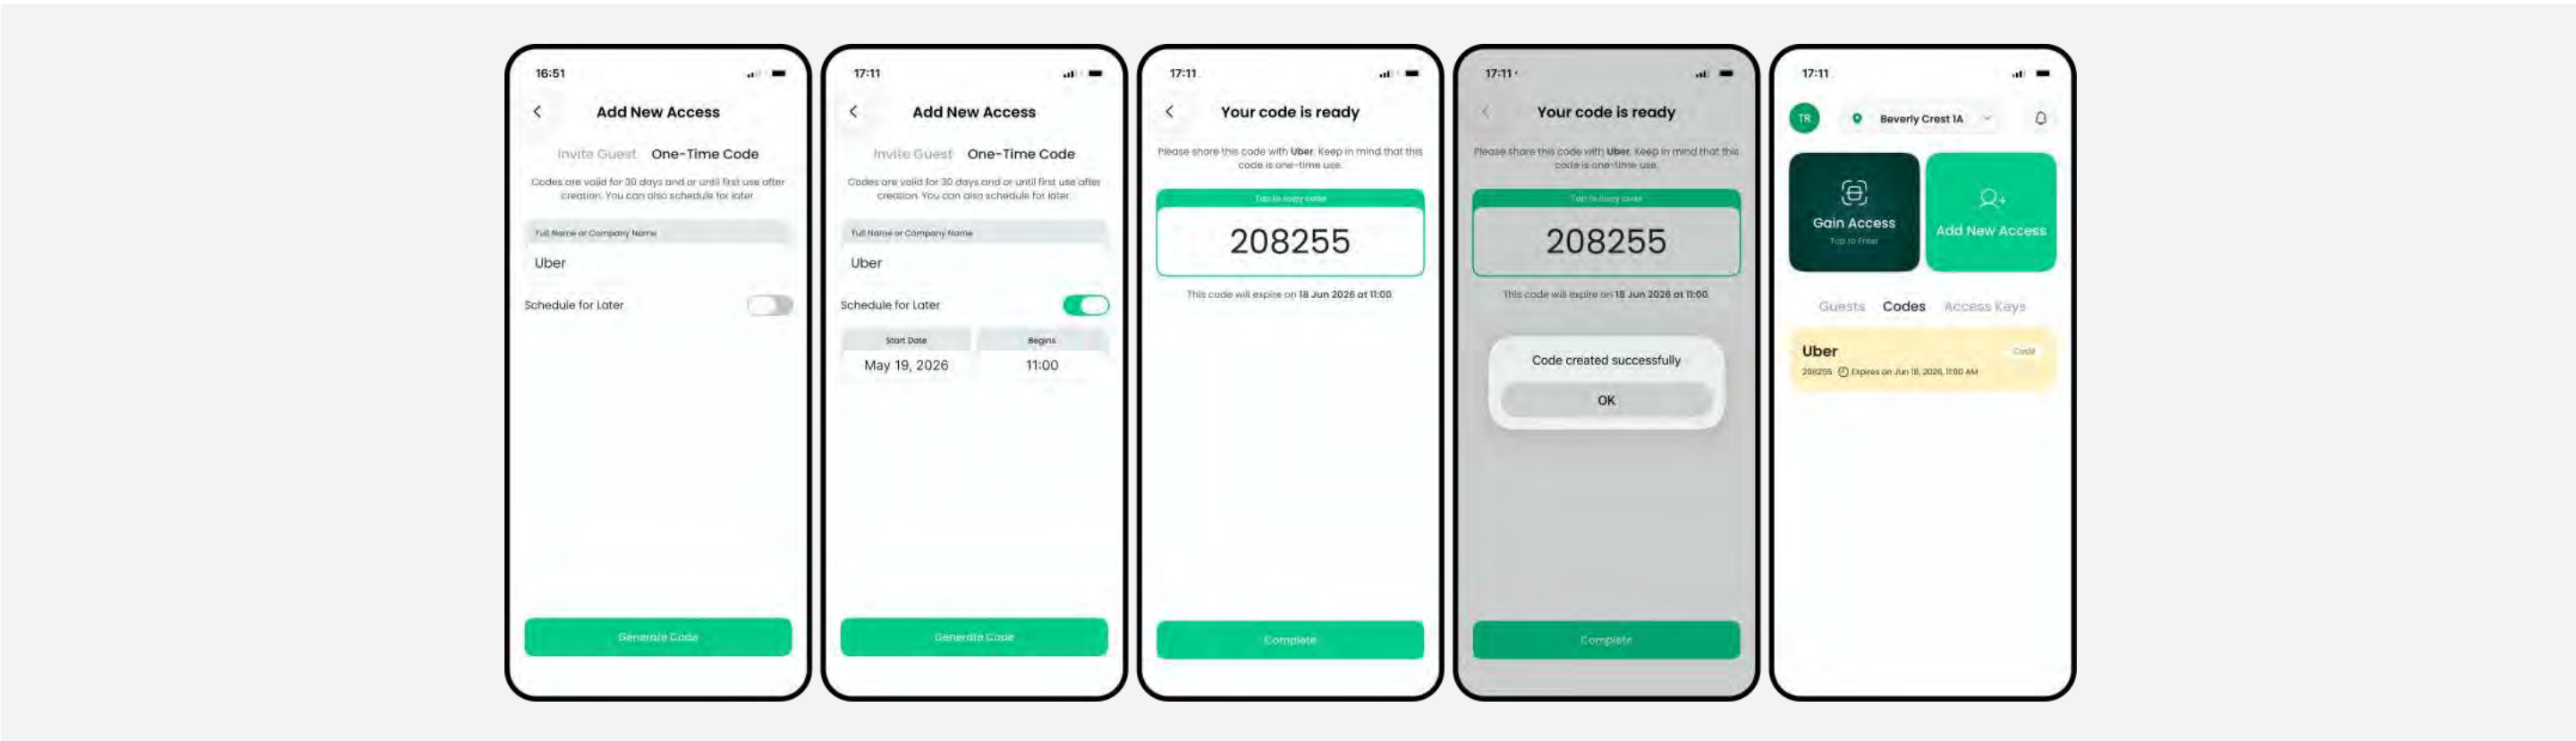 16:51
Add New Access
Invite Guest One-Time Code
Codes are valid for 30 days and or until first use after
creation. You can also schedule for later.
Full Name or Company Name
Uber
Schedule for Later
Generate Code
17:11
Add New Access
Invite Guest One-Time Code
Codes are valid for 30 days and or until first use after
creation. You can also schedule for later.
Full Name or Company Name
Uber
Schedule for Later
Start Date Begins
May 19, 2026 11:00
Generate Code
17:11
Your code is ready
Please share this code with Uber. Keep in mind that this
code is one-time use.
Tap to copy code
208255
This code will expire on 18 Jun 2026 at 11:00.
Complete
17:11
Your code is ready
Please share this code with Uber. Keep in mind that this
code is one-time use.
Tap to copy code
208255
This code will expire on 18 Jun 2026 at 11:00.
Code created successfully
OK
Complete
17:11
TR Beverly Crest 1A
Gain Access
Tap to Enter
Add New Access
Guests Codes Access Keys
Uber Code
208255 Expires on Jun 18, 2026, 11:00 AM